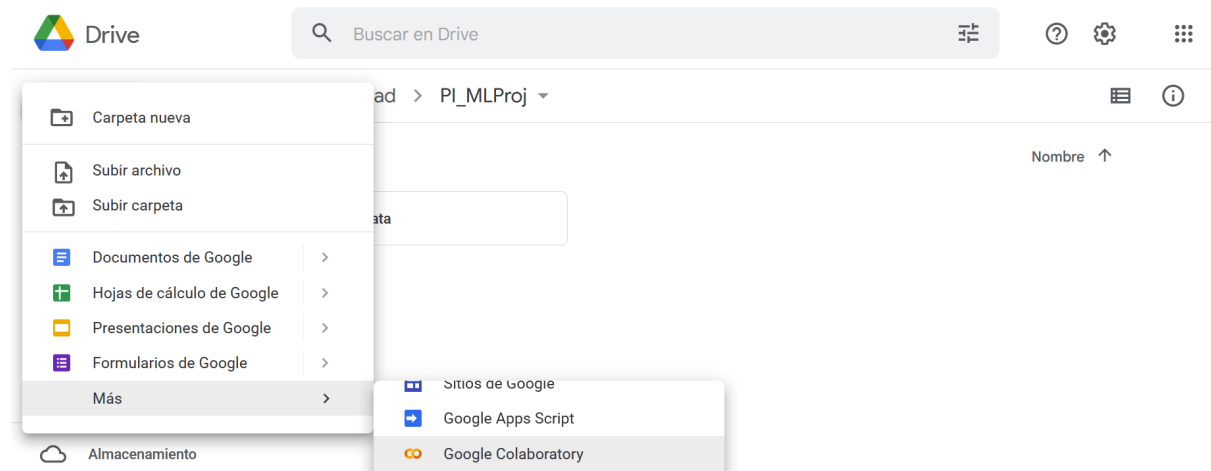 Drive
Buscar en Drive
ad > PI_MLProj
Carpeta nueva
Nombre
Subir archivo
Subir carpeta
ata
Documentos de Google
Hojas de cálculo de Google
Presentaciones de Google
Formularios de Google
Más
Sitios de Google
Google Apps Script
Google Colaboratory
Almacenamiento